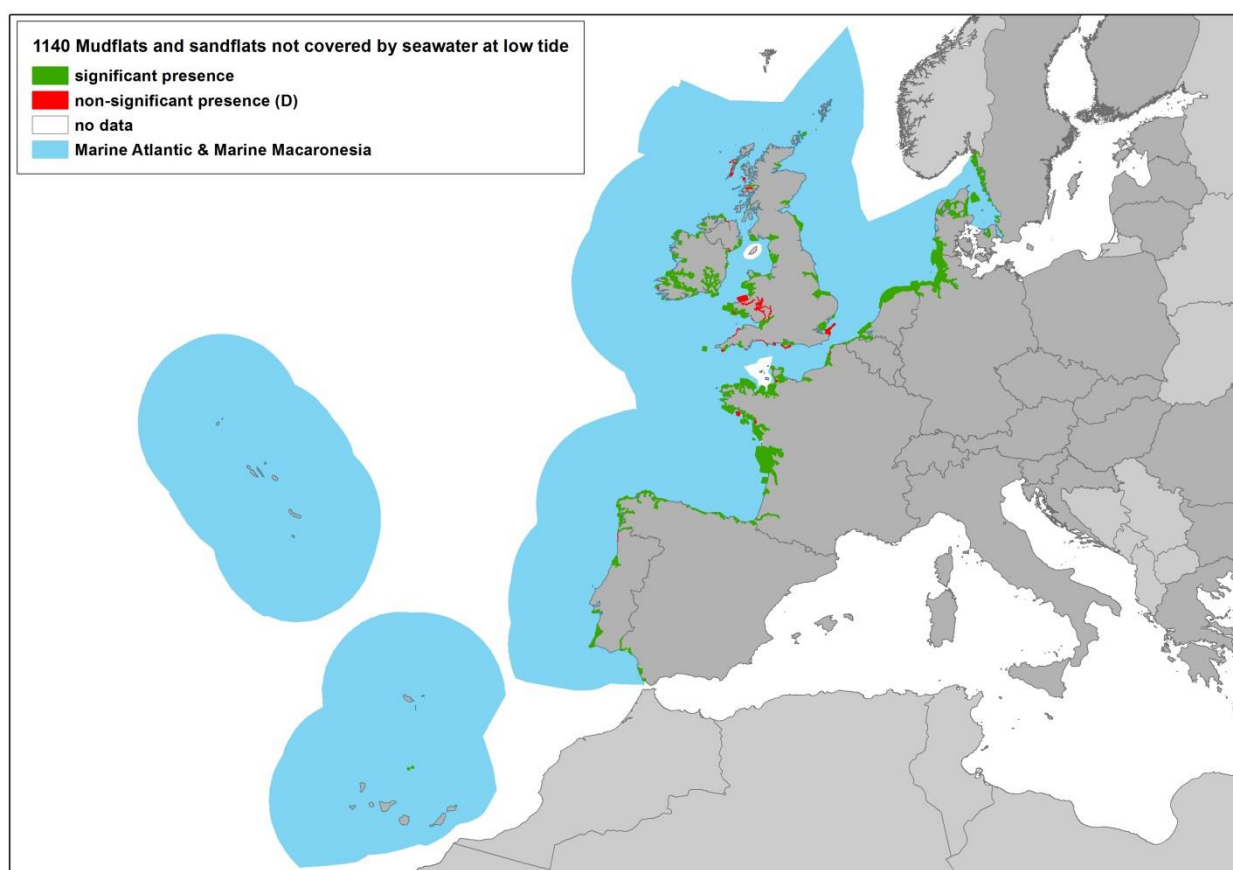 1140 Mudflats and sandflats not covered by seawater at low tide
significant presence
non-significant presence (D)
no data
Marine Atlantic & Marine Macaronesia